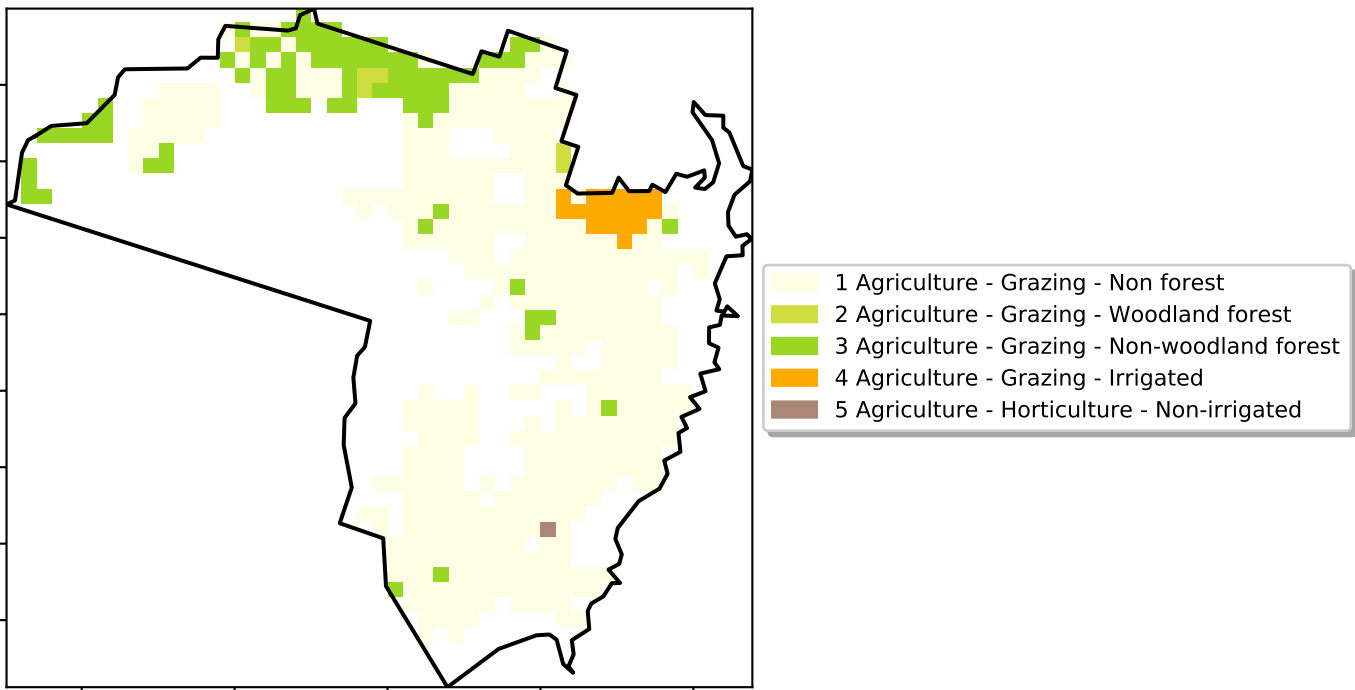 1 Agriculture - Grazing - Non forest
2 Agriculture - Grazing - Woodland forest
3 Agriculture - Grazing - Non-woodland forest
4 Agriculture - Grazing - Irrigated
5 Agriculture - Horticulture - Non-irrigated